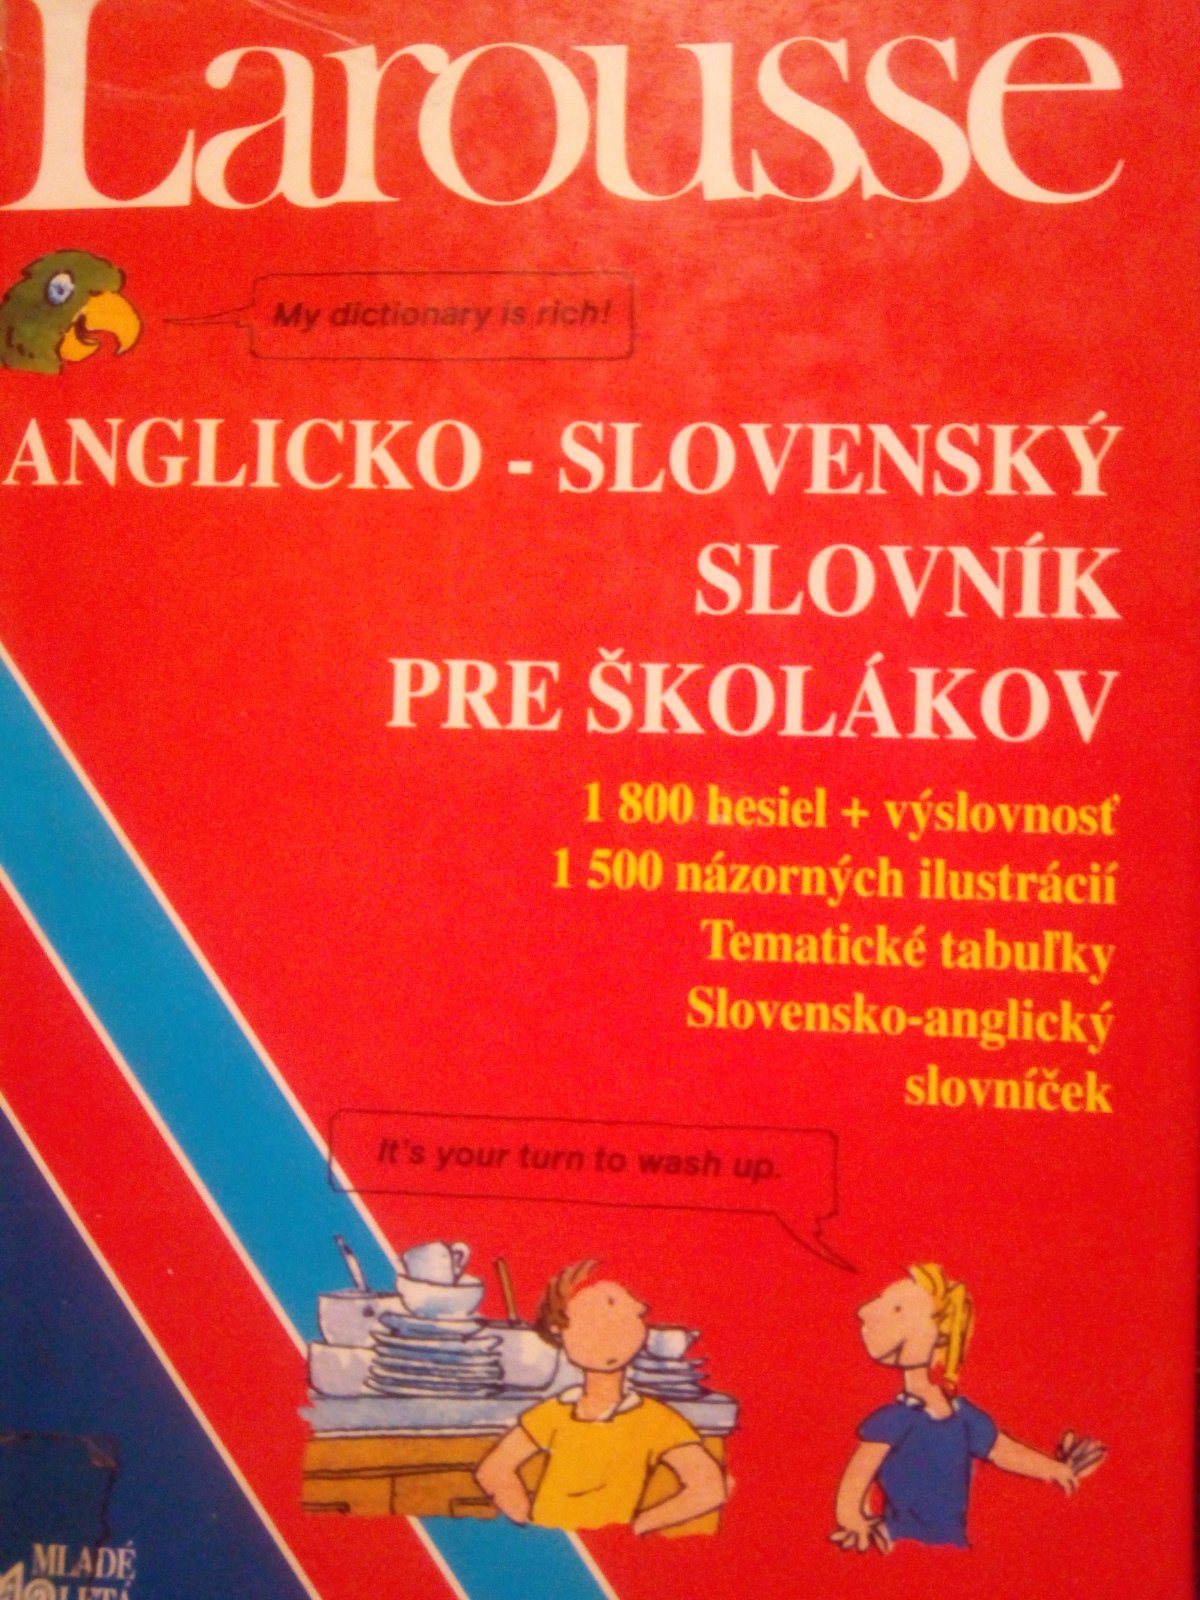 Larousse
My dictionary is rich!
ANGLICKO - SLOVENSKÝ
SLOVNÍK
PRE ŠKOLÁKOV
1 800 hesiel + výslovnosť
1 500 názorných ilustrácií
Tematické tabuľky
Slovensko-anglický
slovníček
It's your turn to wash up.
MLADÉ
LETÁ